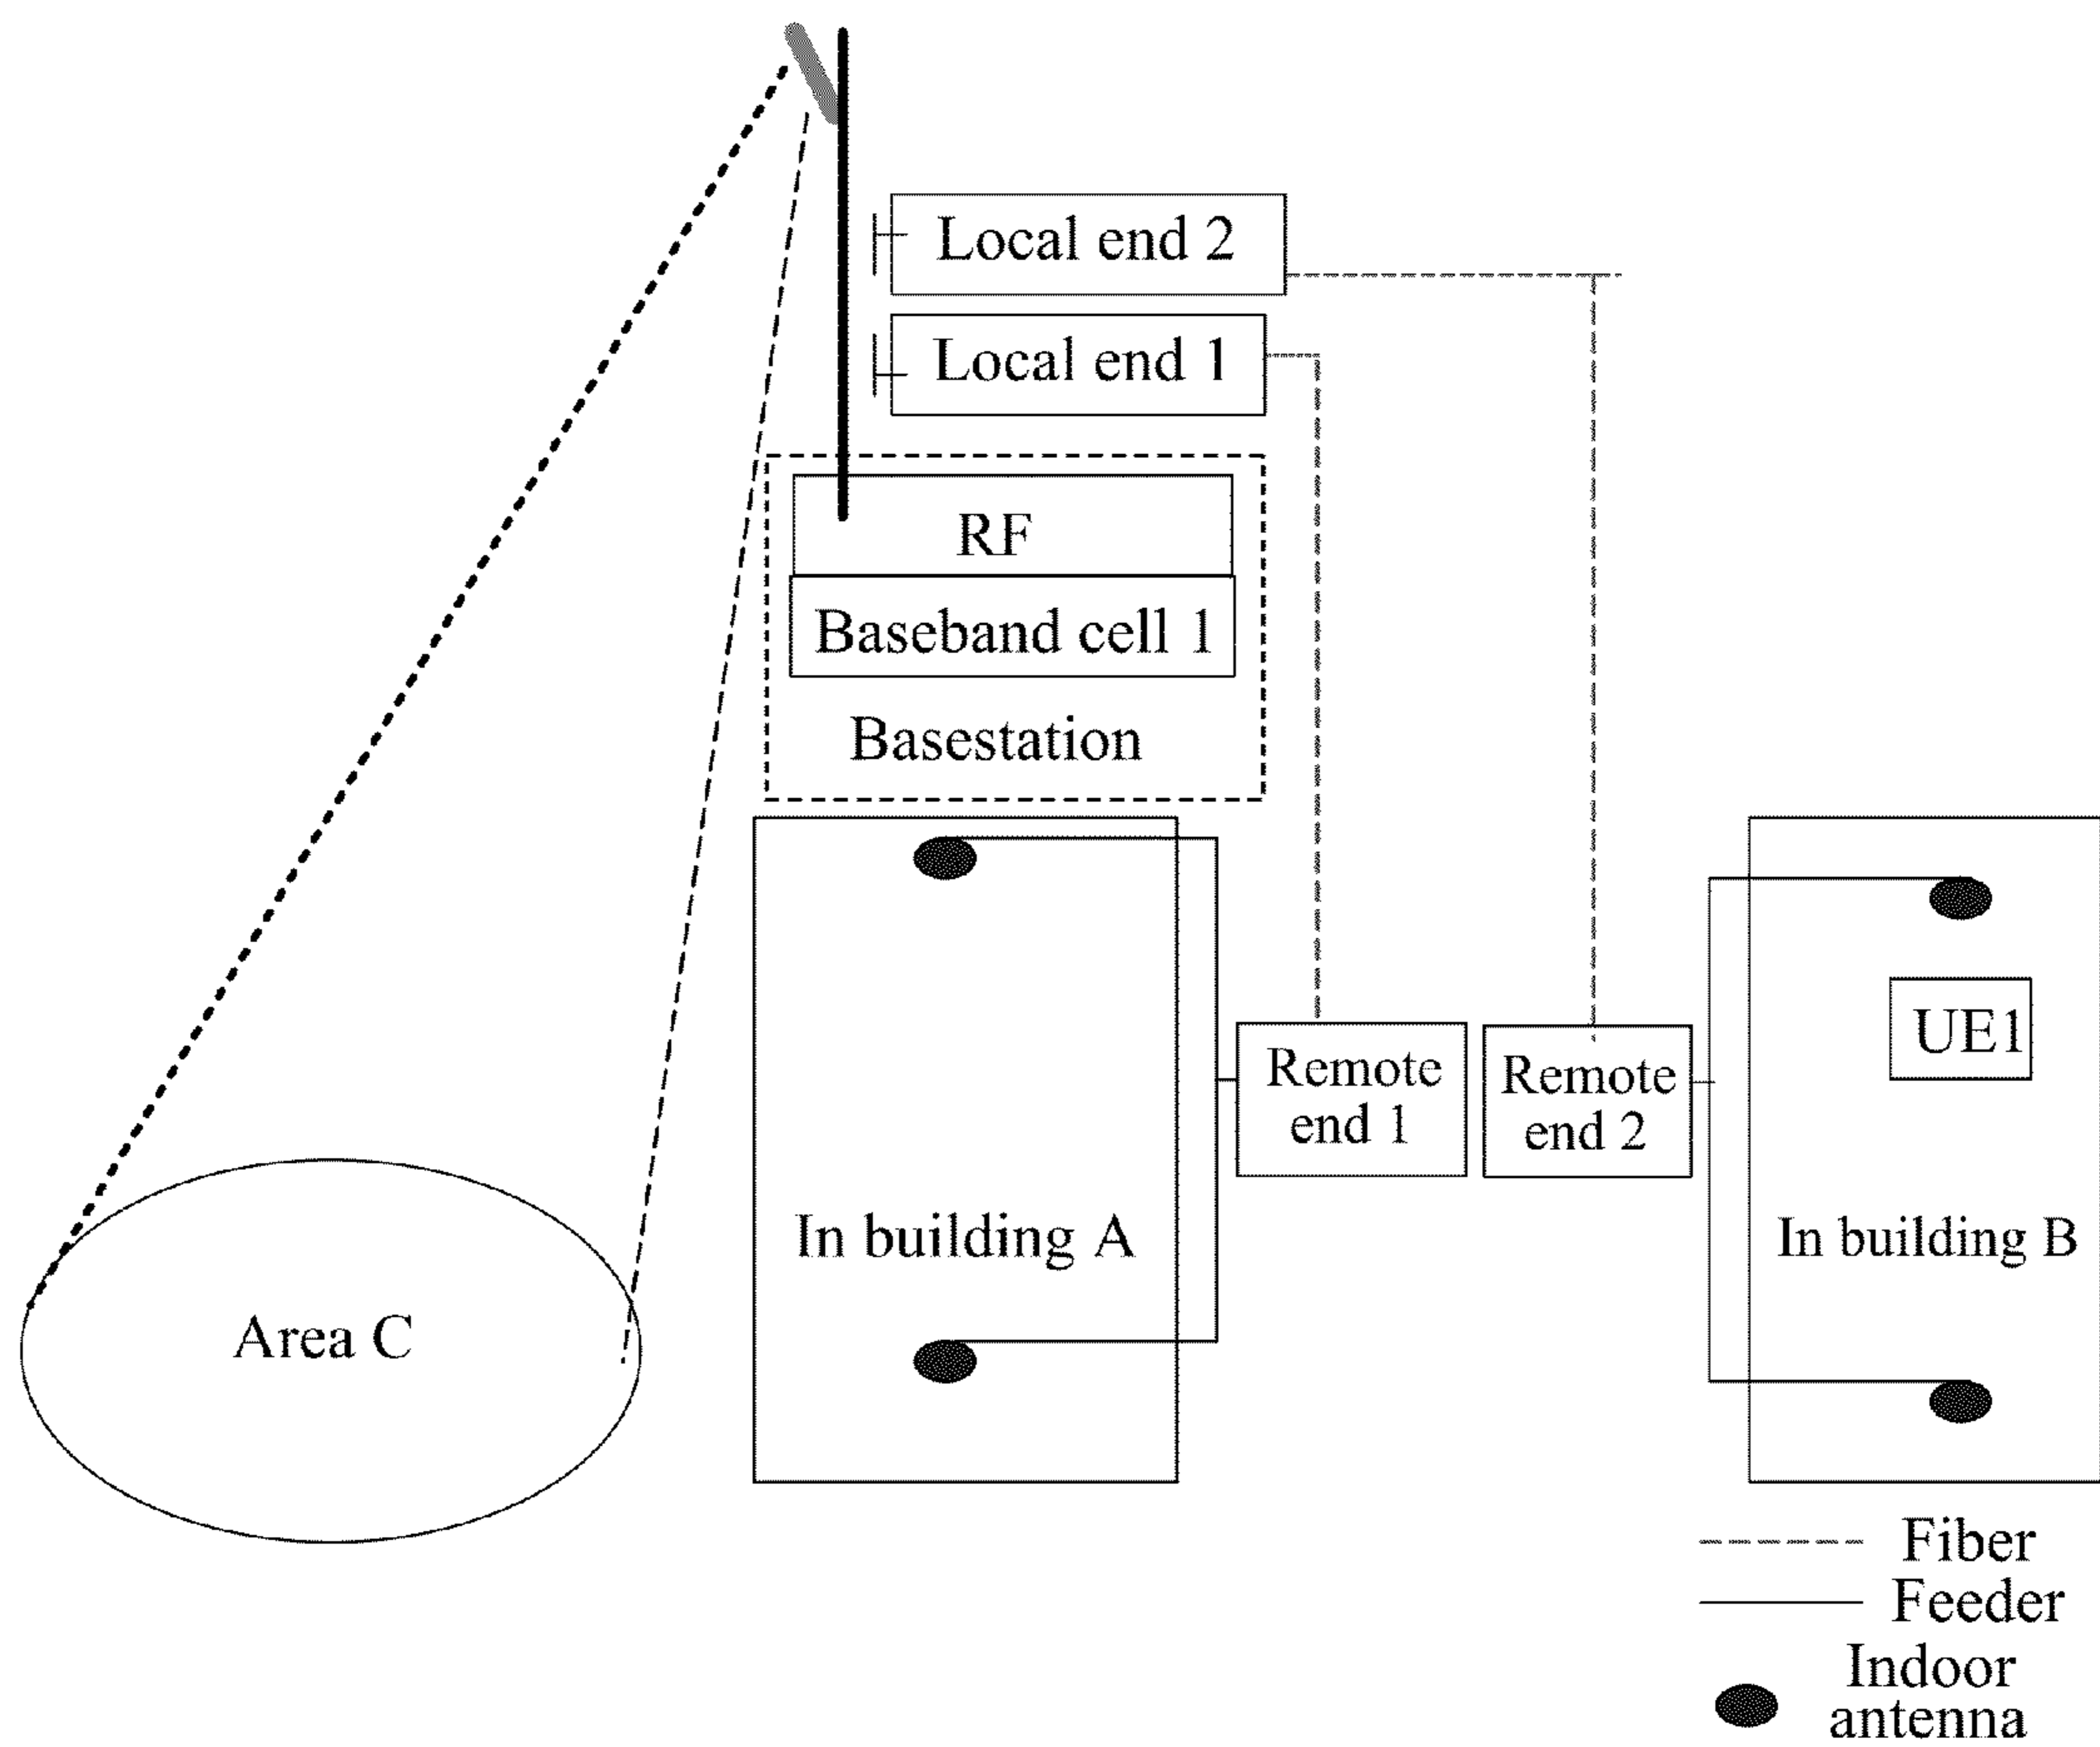 Local end 2
Local end 1
RF
Baseband cell 1
Basestation
UE1
Remote
end 1
Remote
end 2
In building A
In building B
Area C
Fiber
Feeder
Indoor
antenna